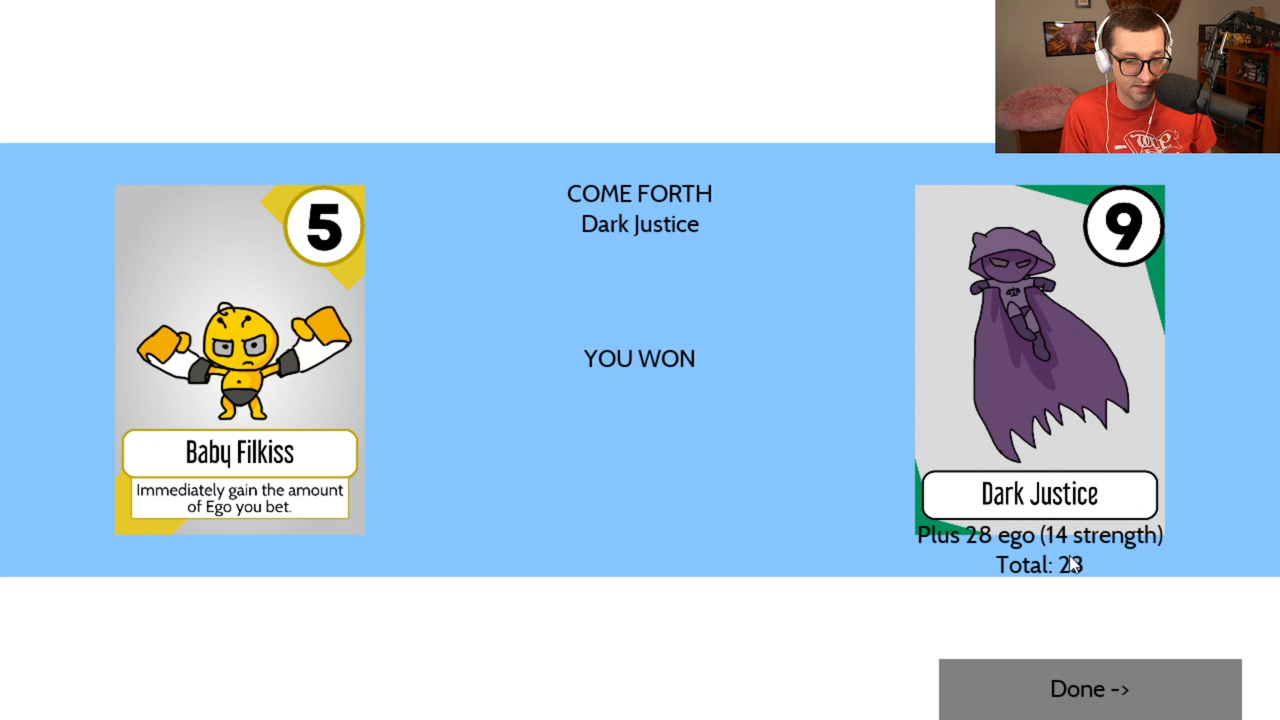 COME FORTH
Dark Justice
5
9
YOU WON
Baby Filkiss
Immediately gain the amount
of Ego you bet.
Dark Justice
Plus 28 ego (14 strength)
Total: 23
Done ->